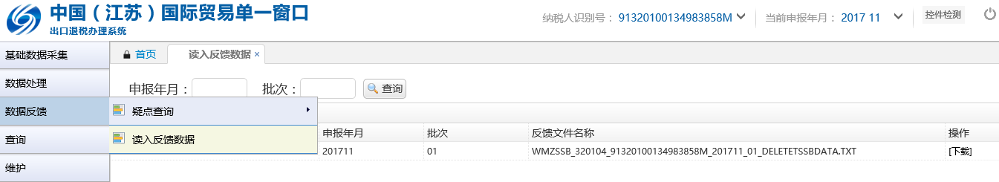 中国（江苏）国际贸易单一窗口
出口退税办理系统
纳税人识别号： 91320100134983858M 当前申报年月： 2017 11 控件检测
基础数据采集
数据处理
数据反馈
查询
维护
首页 读入反馈数据 ×
申报年月： 批次： 查询
疑点查询
读入反馈数据
申报年月 批次 反馈文件名称 操作
201711 01 WMZSSB_320104_91320100134983858M_201711_01_DELETETSSBDATA.TXT [下载]